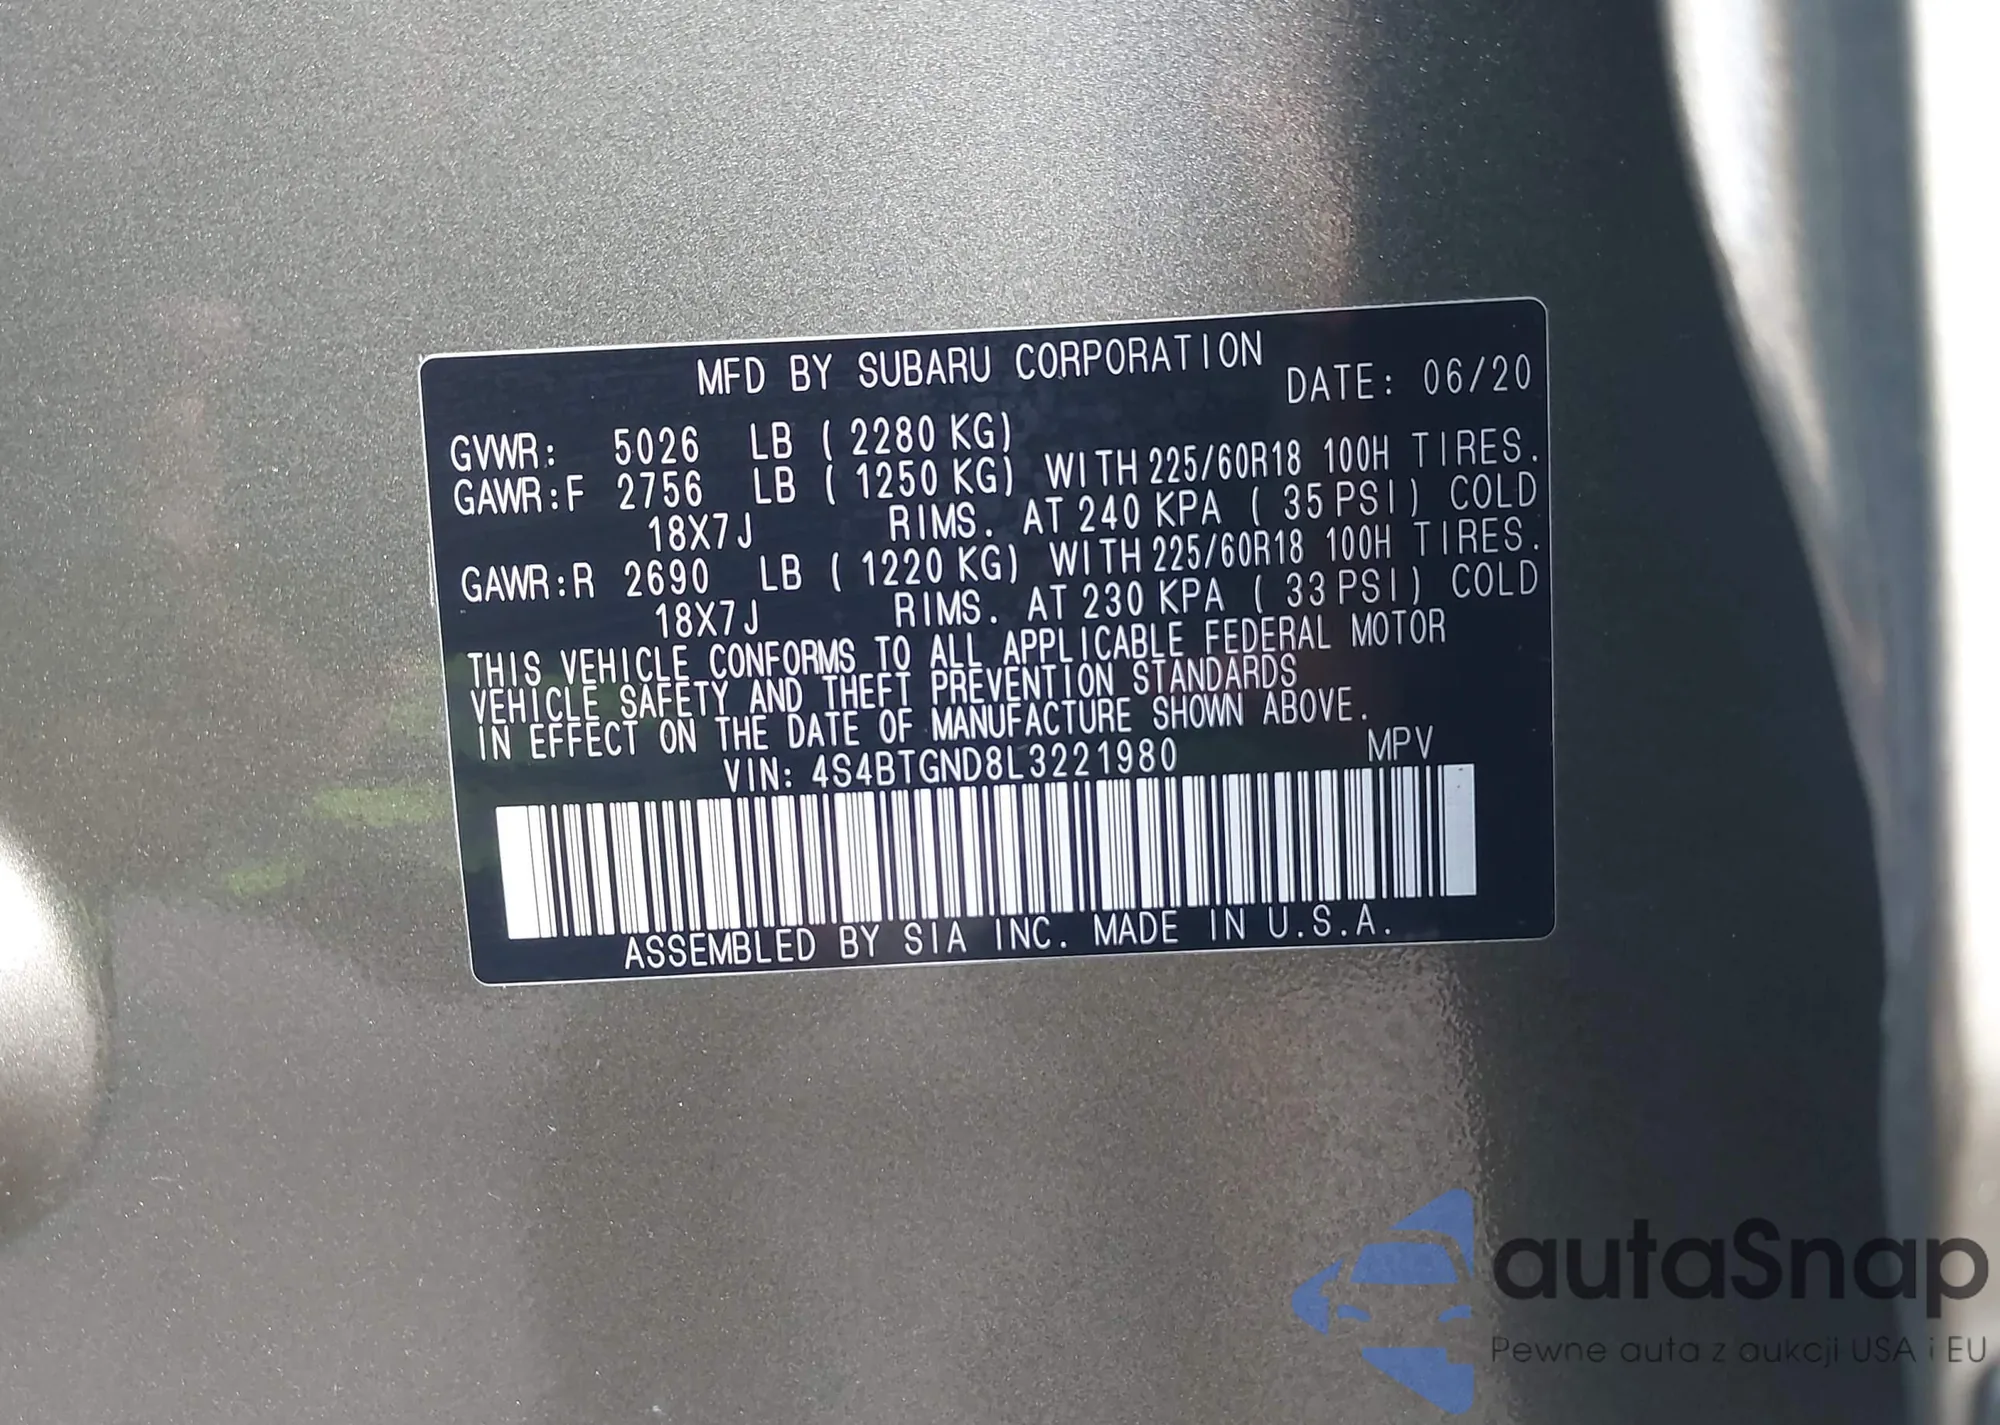 MFD BY SUBARU CORPORATION
DATE: 06/20
GVWR: 5026 LB ( 2280 KG)
GAWR:F 2756 LB ( 1250 KG) WITH 225/60R18 100H TIRES.
18X7J RIMS. AT 240 KPA ( 35 PSI) COLD
GAWR:R 2690 LB ( 1220 KG) WITH 225/60R18 100H TIRES.
18X7J RIMS. AT 230 KPA ( 33 PSI) COLD
THIS VEHICLE CONFORMS TO ALL APPLICABLE FEDERAL MOTOR
VEHICLE SAFETY AND THEFT PREVENTION STANDARDS
IN EFFECT ON THE DATE OF MANUFACTURE SHOWN ABOVE.
VIN: 4S4BTGND8L3221980 MPV
ASSEMBLED BY SIA INC. MADE IN U.S.A.
autaSnap
Pewne auta z aukcji USA i EU